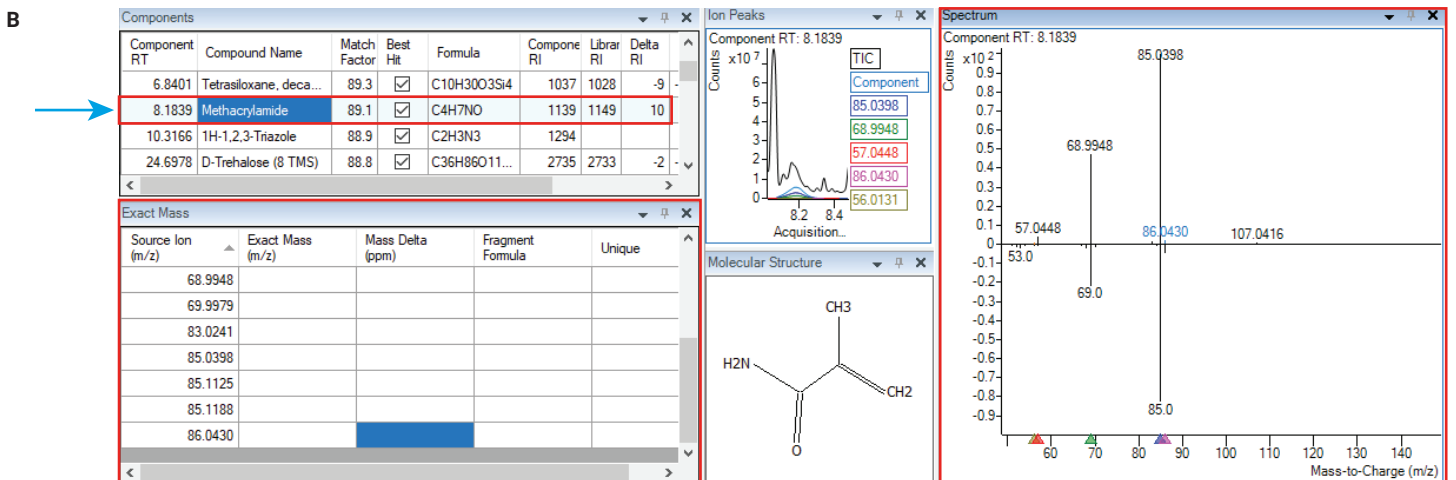 B
Components
Component RT Compound Name Match Factor Best Hit Formula Compone RI Librar RI Delta RI
6.8401 Tetrasiloxane, deca... 89.3 C10H30O3Si4 1037 1028 -9 -
8.1839 Methacrylamide 89.1 C4H7NO 1139 1149 10
10.3166 1H-1,2,3-Triazole 88.9 C2H3N3 1294
24.6978 D-Trehalose (8 TMS) 88.8 C36H86O11... 2735 2733 -2 -
Exact Mass
Source Ion (m/z) Exact Mass (m/z) Mass Delta (ppm) Fragment Formula Unique
68.9948
69.9979
83.0241
85.0398
85.1125
85.1188
86.0430
Ion Peaks
Component RT: 8.1839
Counts
x10 7
6
5
4
3
2
1
0
8.2 8.4
Acquisition...
TIC
Component
85.0398
68.9948
57.0448
86.0430
56.0131
Molecular Structure
CH3
H2N
CH2
O
Spectrum
Component RT: 8.1839
Counts
x10 2
0.9
0.8
0.7
0.6
0.5
0.4
0.3
0.2
0.1
0
-0.1
-0.2
-0.3
-0.4
-0.5
-0.6
-0.7
-0.8
-0.9
85.0398
68.9948
57.0448
86.0430
107.0416
53.0
69.0
85.0
60 70 80 90 100 110 120 130 140
Mass-to-Charge (m/z)